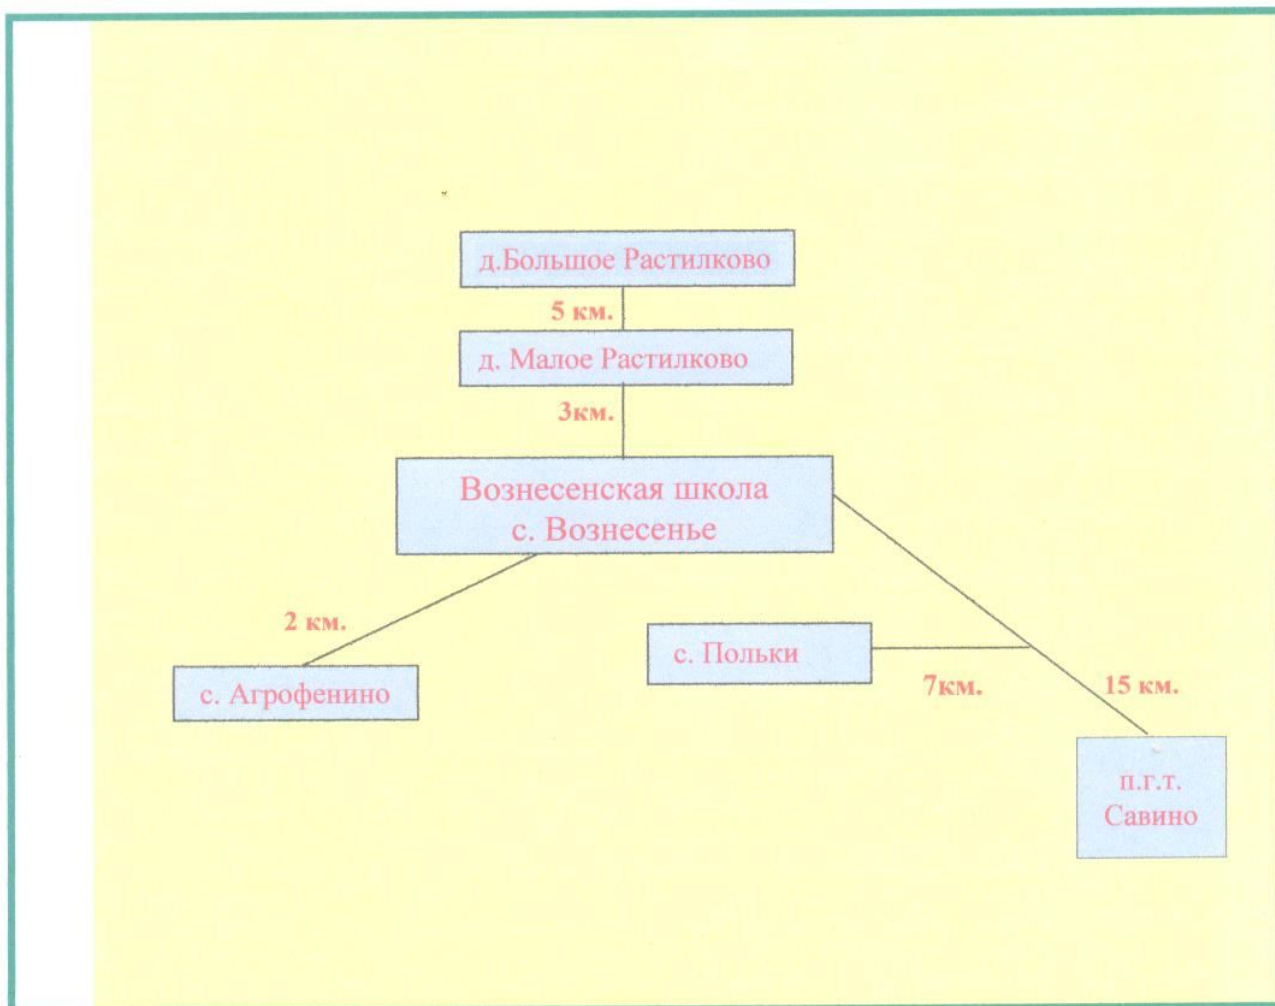 д.Большое Растилково
5 км.
д. Малое Растилково
3км.
Вознесенская школа
с. Вознесенье
2 км.
с. Агрофенино
с. Польки
7км.
15 км.
п.г.т.
Савино